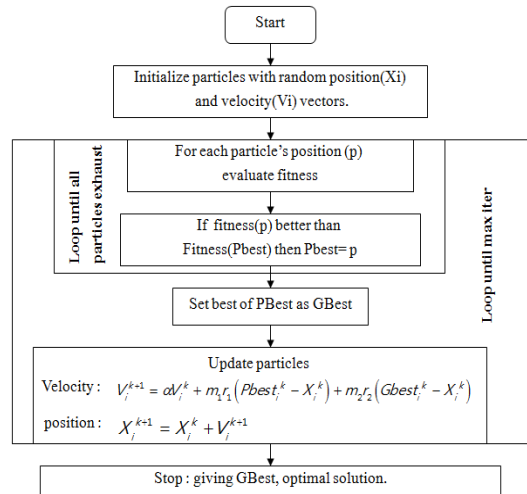 Start
Initialize particles with random position(Xi)
and velocity(Vi) vectors.
For each particle's position (p)
evaluate fitness
Loop until all
particles exhaust
If fitness(p) better than
Fitness(Pbest) then Pbest= p
Loop until max iter
Set best of PBest as GBest
Update particles
Velocity : V_i^{k+1} = αV_i^k + m_1r_1(Pbest_i^k − X_i^k) + m_2r_2(Gbest_i^k − X_i^k)
position : X_i^{k+1} = X_i^k + V_i^{k+1}
Stop : giving GBest, optimal solution.